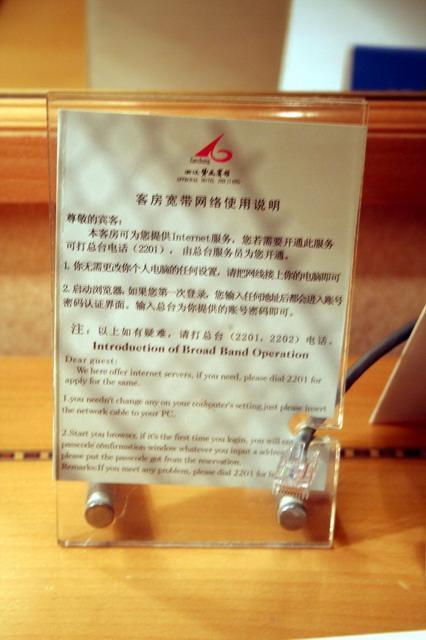 客房宽带网络使用说明
尊敬的宾客：
本客房可为您提供Internet服务，您若需要开通此服务
可打总台电话（2201），由总台服务员为您开通。
1. 你无需更改你个人电脑的任何设置，请把网线接上你的电脑即可
2. 启动浏览器，如果您第一次登录，您输入任何地址后都会进入账号
密码认证界面。输入总台为你提供的账号密码即可。
注：以上如有疑难，请打总台（2201, 2202）电话。
Introduction of Broad Band Operation
Dear guest:
We here offer internet servers, if you need, please dial 2201 for
apply for the same.
1.you needn't change any on your computer's setting,just please insert
the network cable to your PC.
2.Start you browser, if it's the first time you login, you will
passcode confirmation window whatever you input a
please put the passcode got from the reservation.
Remarks:If you meet any problem, please dial 2201 for